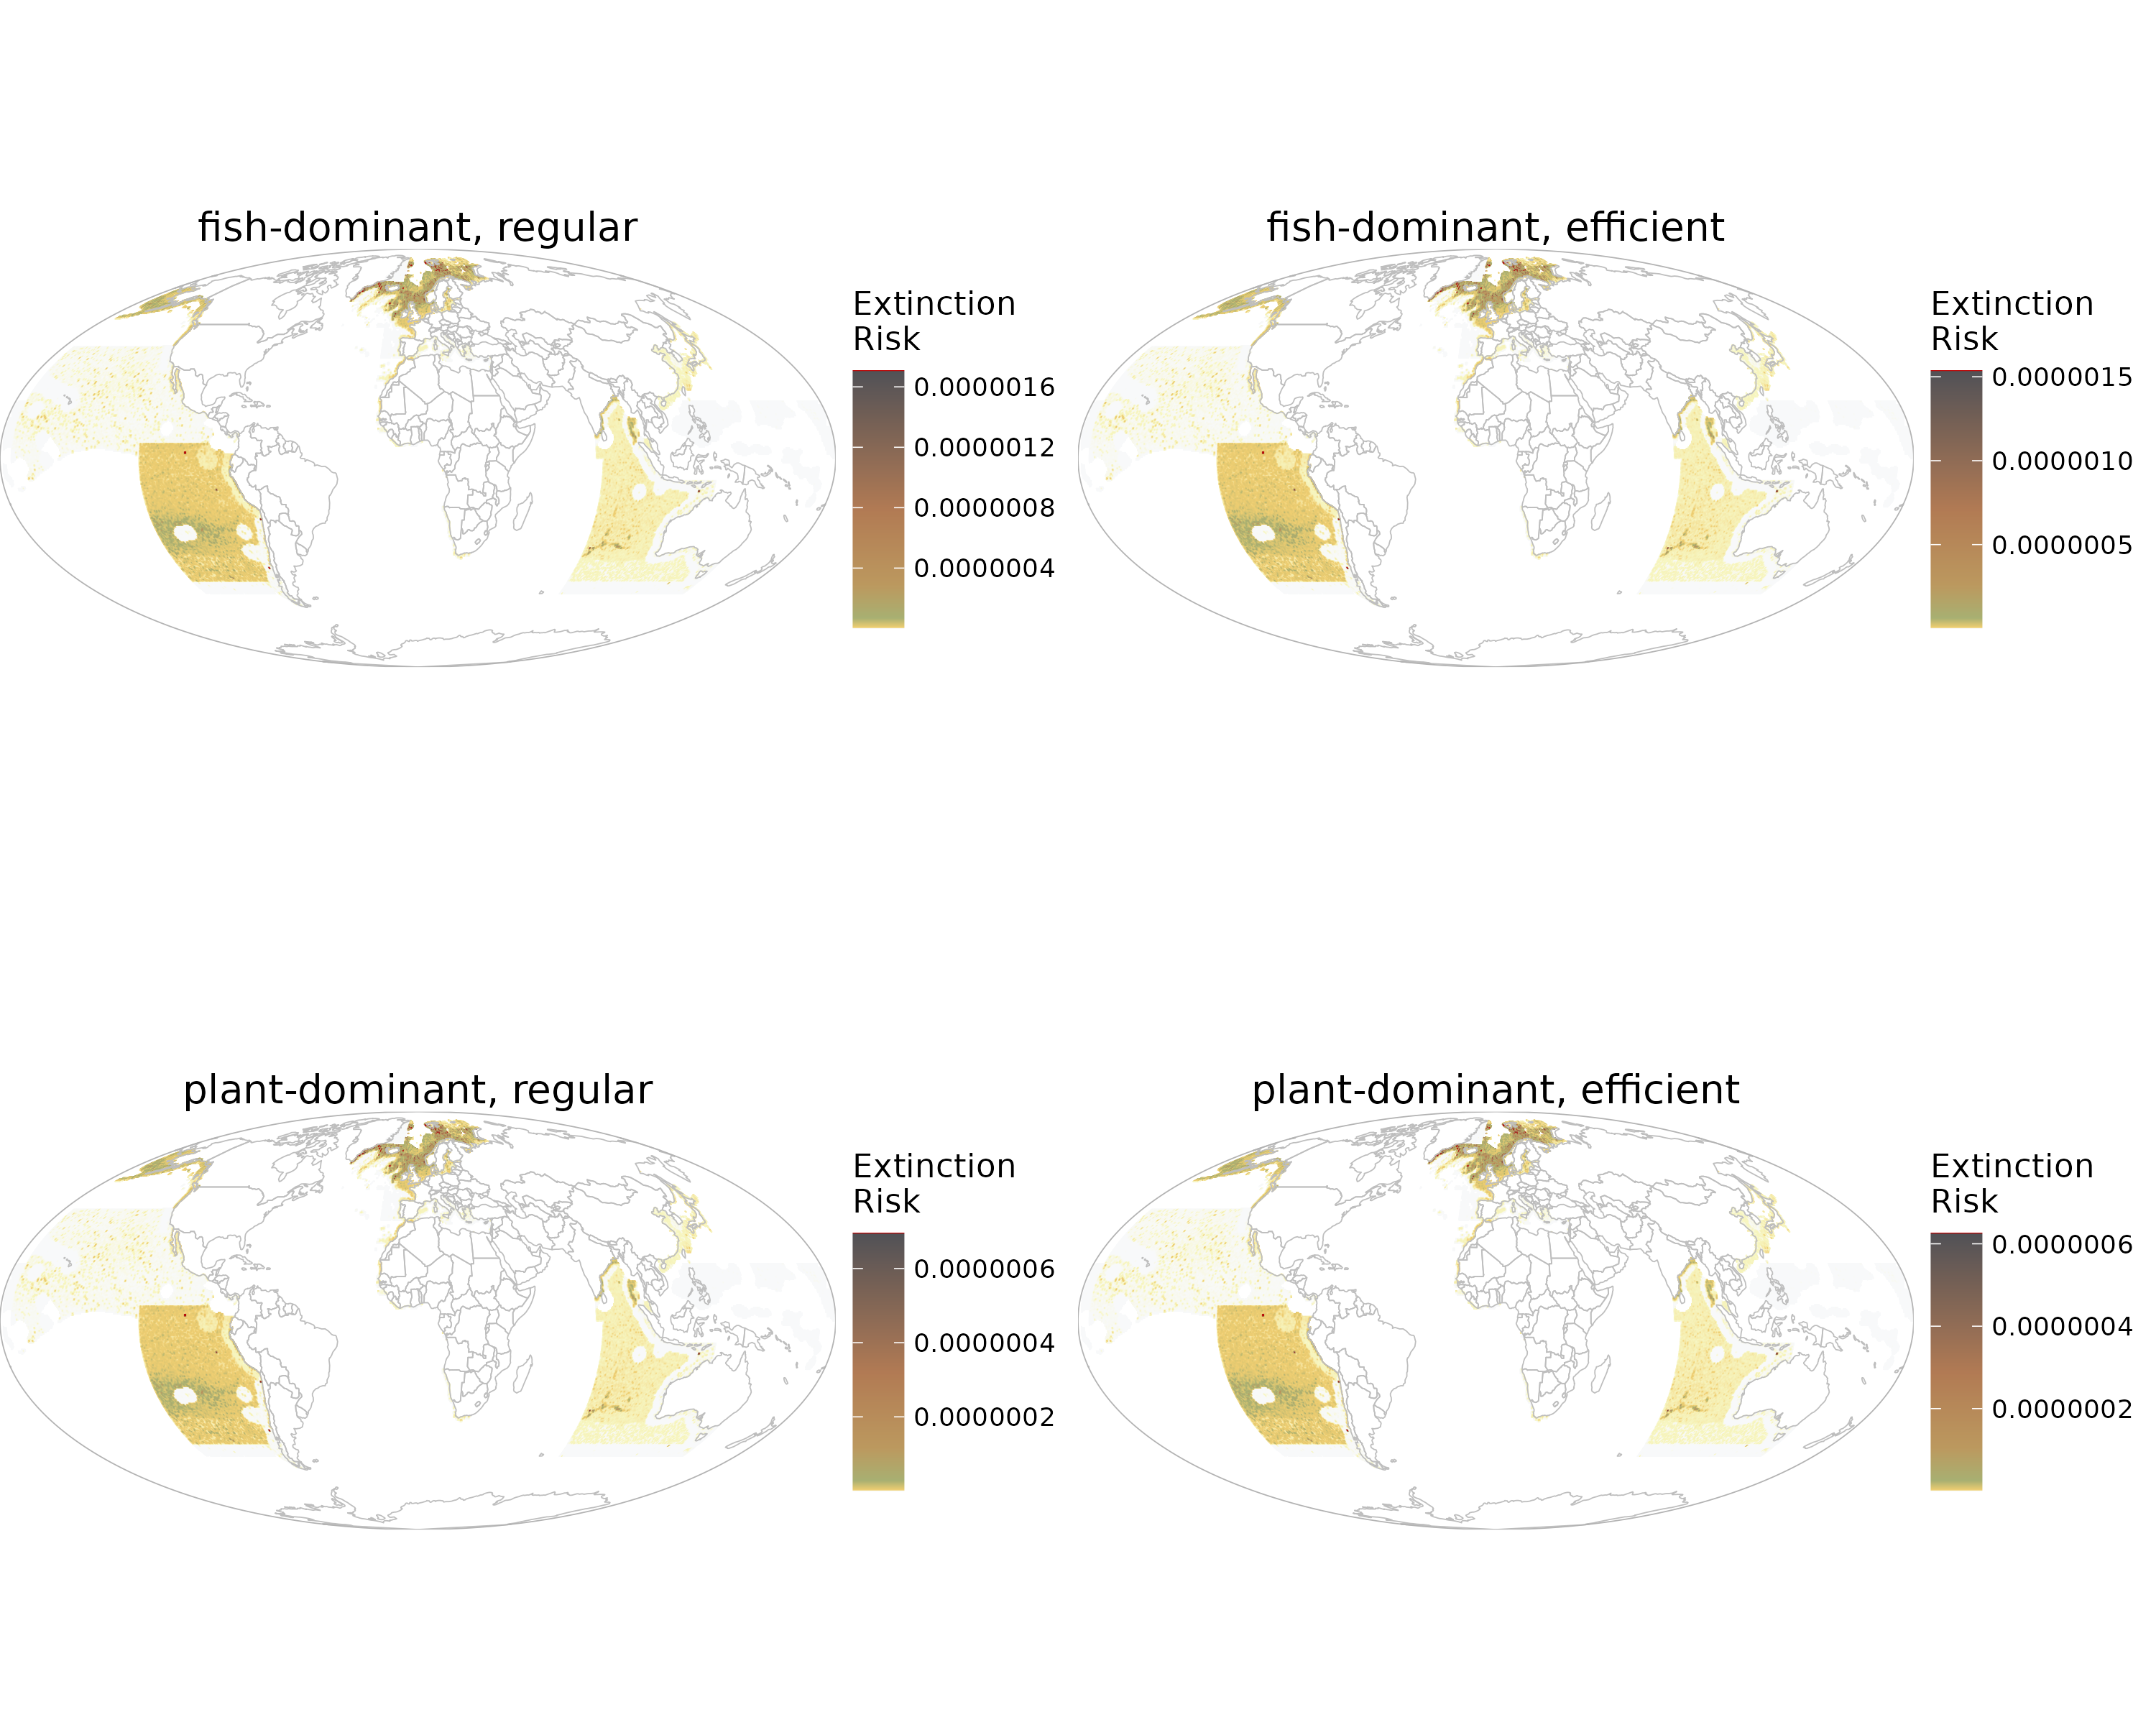 fish-dominant, regular
Extinction
Risk
0.0000016
0.0000012
0.0000008
0.0000004
fish-dominant, efficient
Extinction
Risk
0.0000015
0.0000010
0.0000005
plant-dominant, regular
Extinction
Risk
0.0000006
0.0000004
0.0000002
plant-dominant, efficient
Extinction
Risk
0.0000006
0.0000004
0.0000002